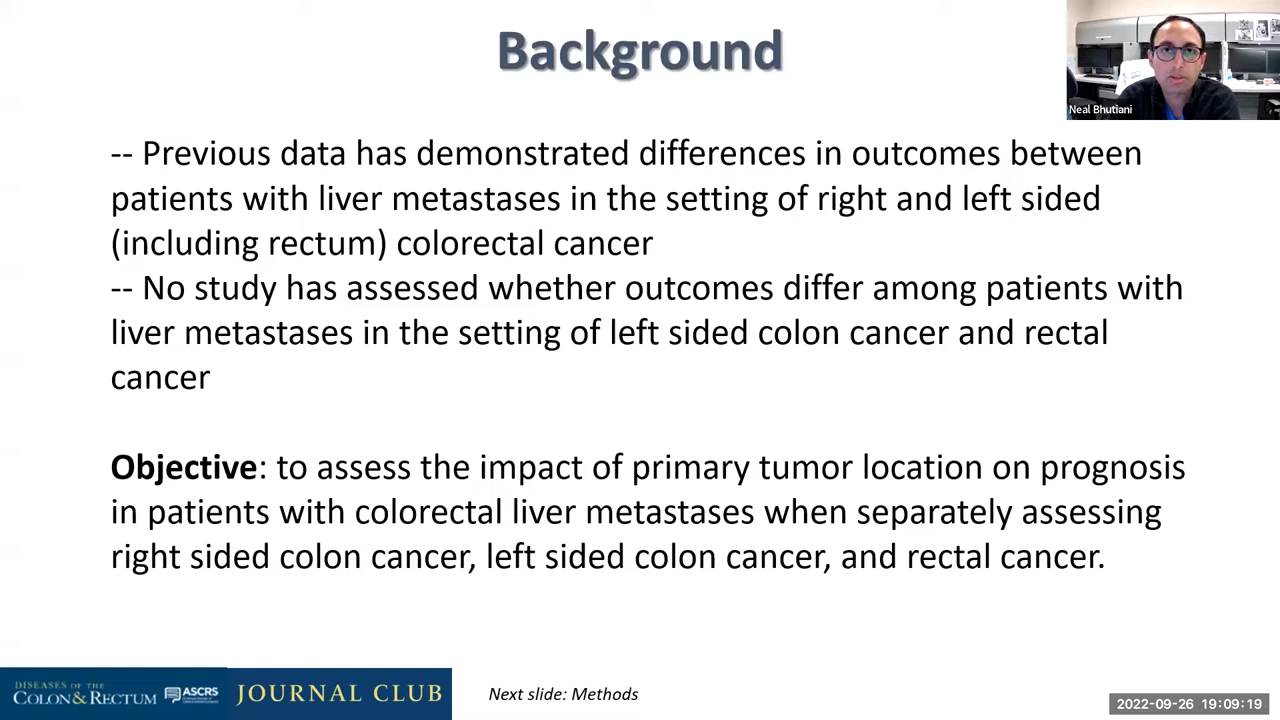 Background
Neal Bhutiani
-- Previous data has demonstrated differences in outcomes between
patients with liver metastases in the setting of right and left sided
(including rectum) colorectal cancer
-- No study has assessed whether outcomes differ among patients with
liver metastases in the setting of left sided colon cancer and rectal
cancer
Objective: to assess the impact of primary tumor location on prognosis
in patients with colorectal liver metastases when separately assessing
right sided colon cancer, left sided colon cancer, and rectal cancer.
DISEASES OF THE
COLON & RECTUM
ASCRS
JOURNAL CLUB
Next slide: Methods
2022-09-26 19:09:19